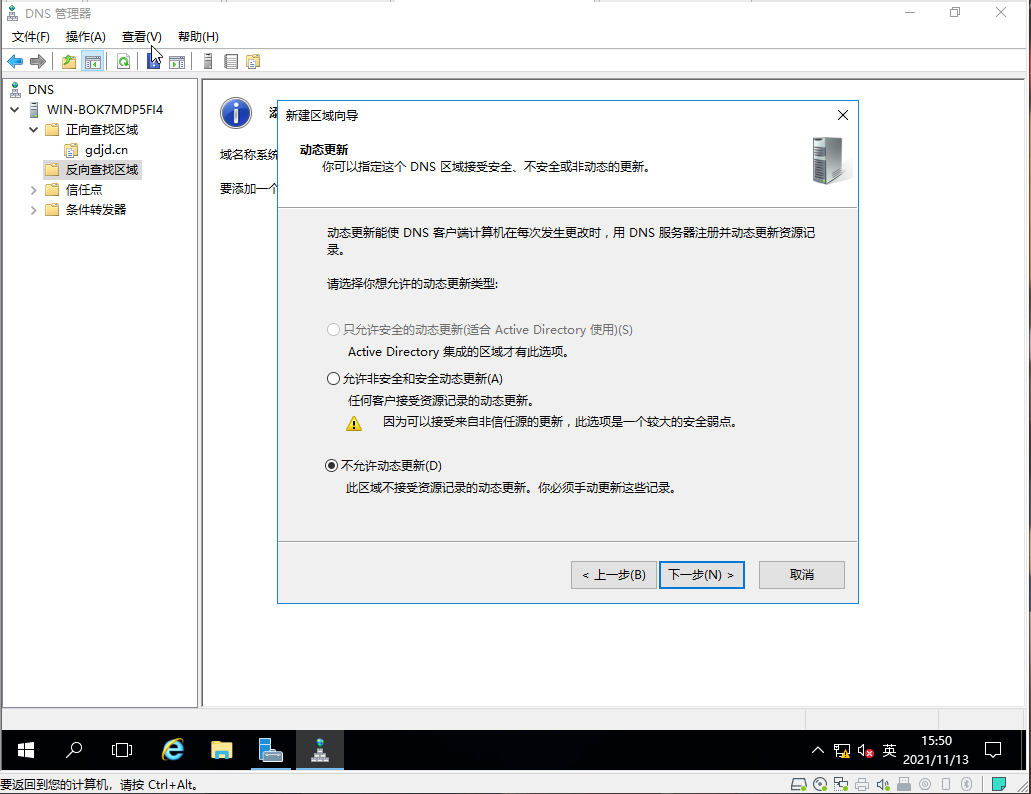 DNS 管理器
文件(F) 操作(A) 查看(V) 帮助(H)
DNS
WIN-BOK7MDP5FI4
正向查找区域
gdjd.cn
反向查找区域
信任点
条件转发器
域名称系统
要添加一个
新建区域向导
动态更新
你可以指定这个 DNS 区域接受安全、不安全或非动态的更新。
动态更新能使 DNS 客户端计算机在每次发生更改时，用 DNS 服务器注册并动态更新资源记
录。
请选择你想允许的动态更新类型:
只允许安全的动态更新(适合 Active Directory 使用)(S)
Active Directory 集成的区域才有此选项。
允许非安全和安全动态更新(A)
任何客户接受资源记录的动态更新。
因为可以接受来自非信任源的更新，此选项是一个较大的安全弱点。
不允许动态更新(D)
此区域不接受资源记录的动态更新。你必须手动更新这些记录。
< 上一步(B) 下一步(N) > 取消
英
15:50
2021/11/13
要返回到您的计算机，请按 Ctrl+Alt。